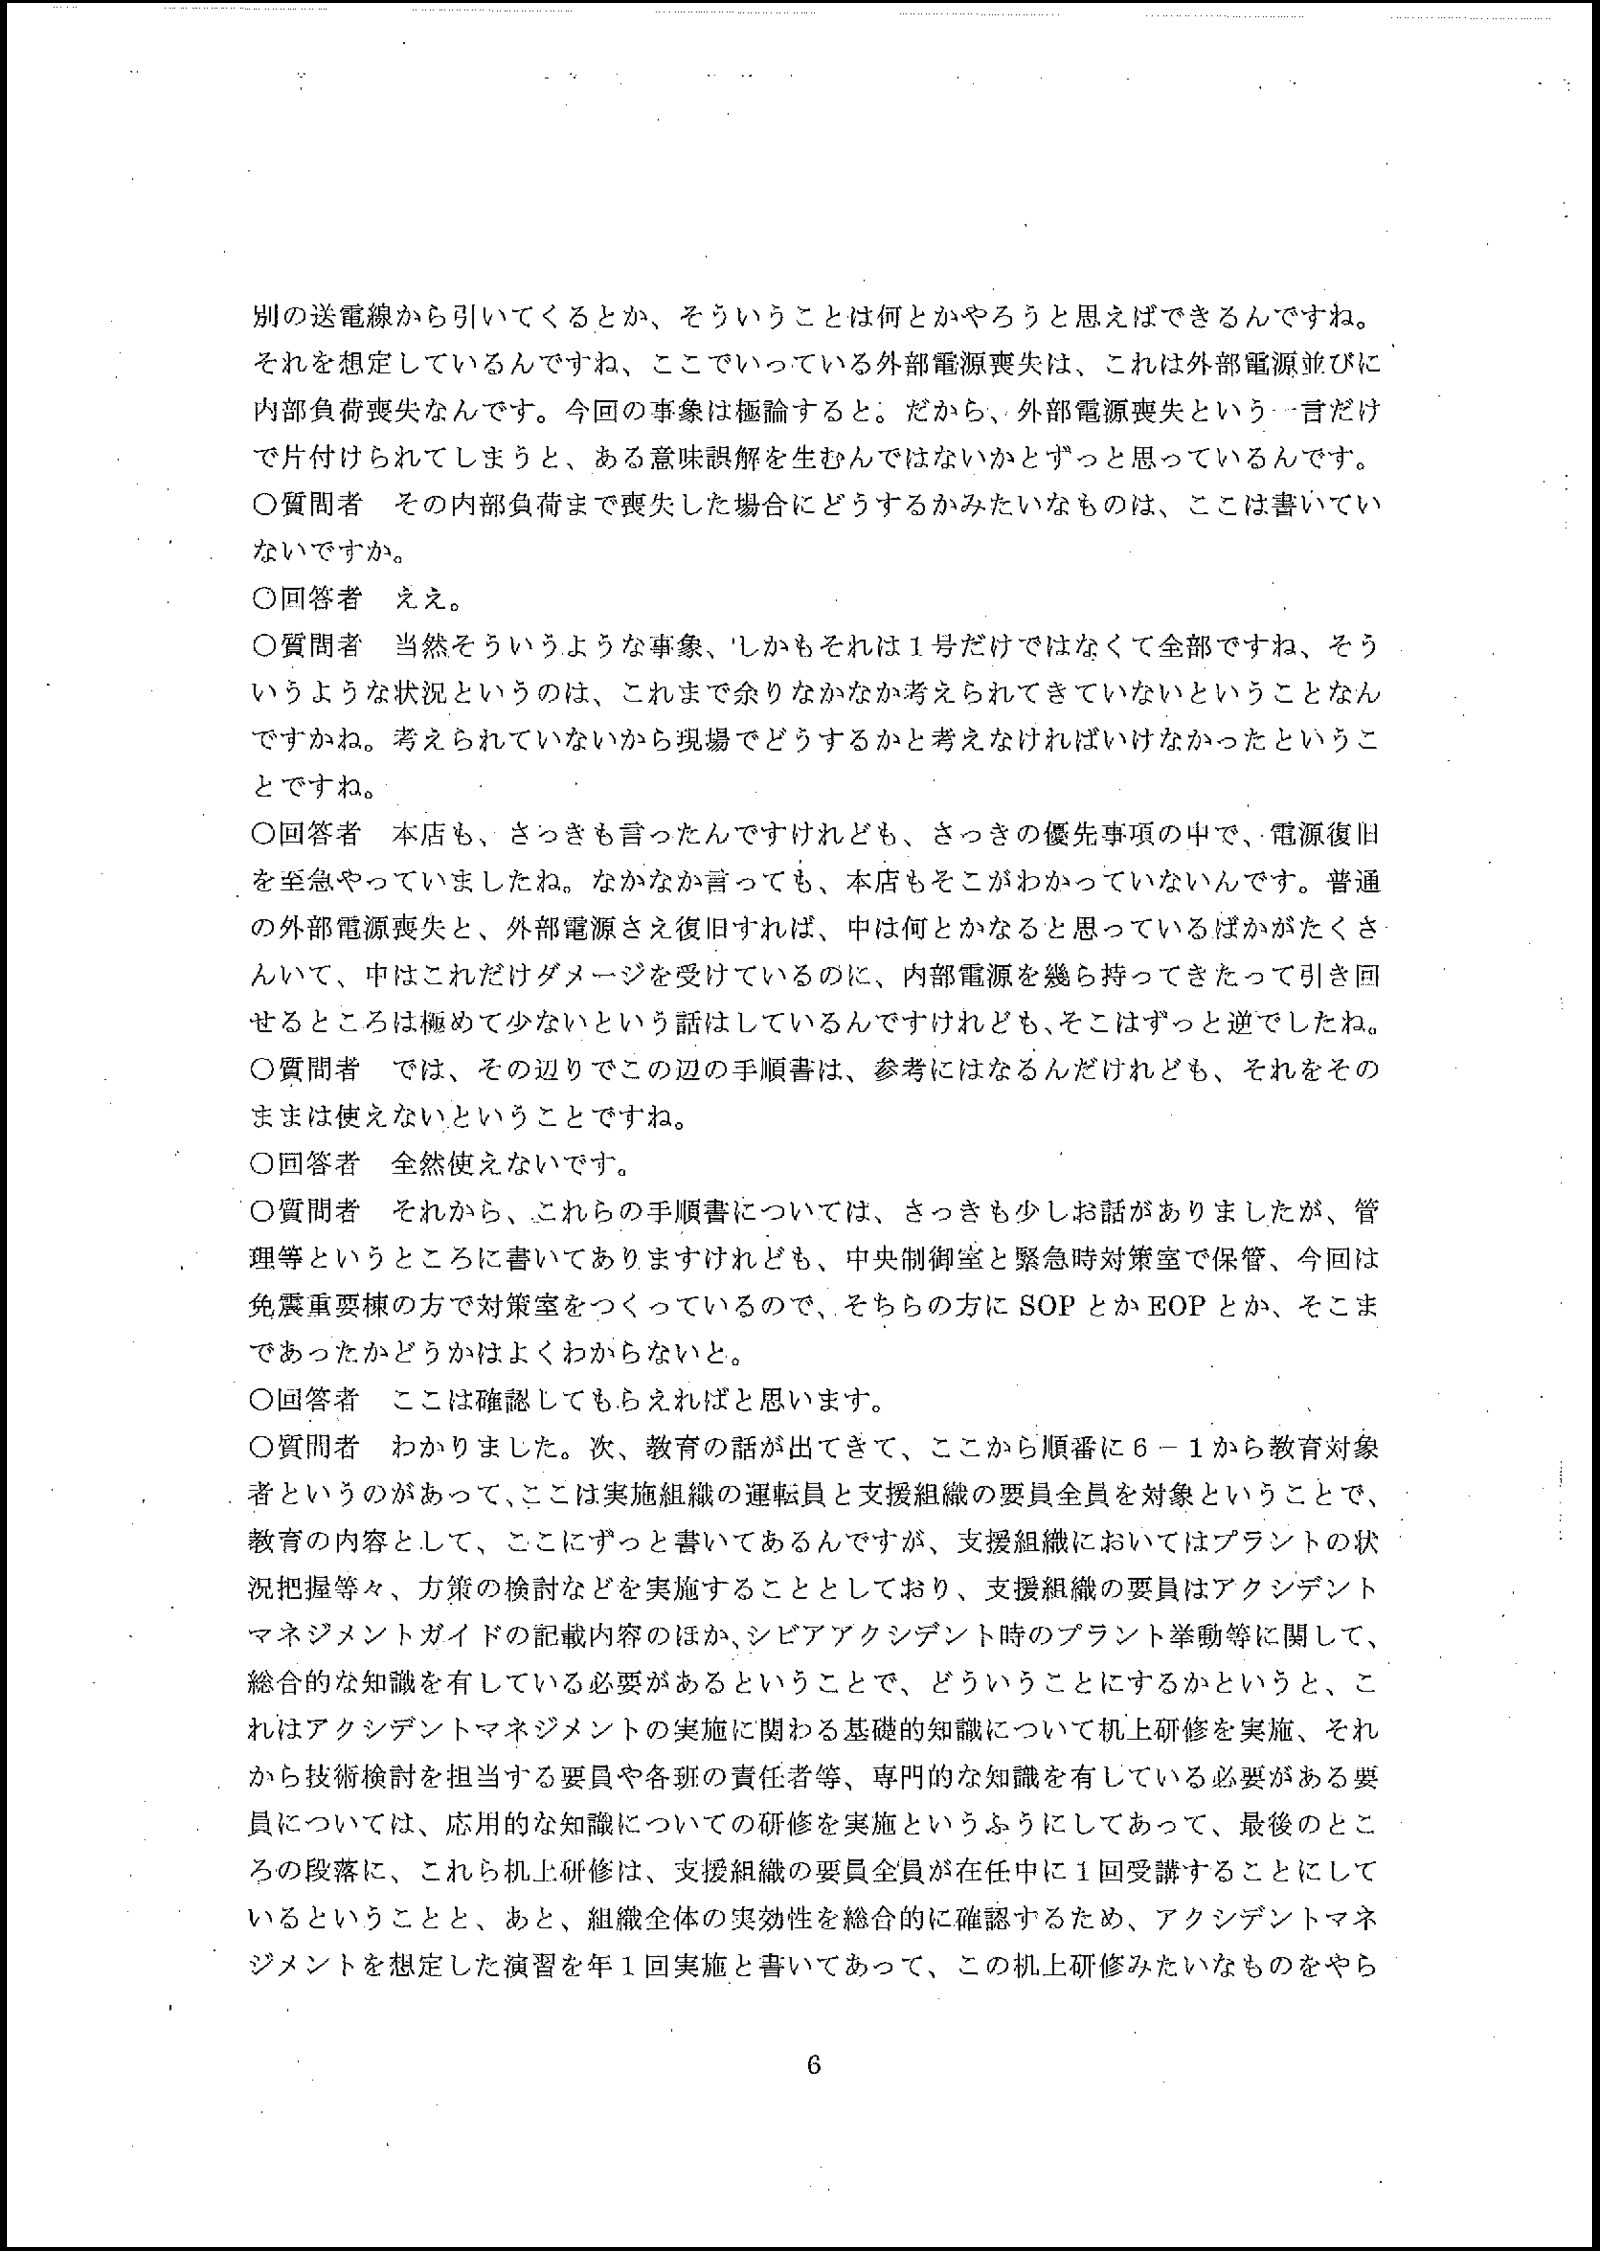 別の送電線から引いてくるとか、そういうことは何とかやろうと思えばできるんですね。
それを想定しているんですね、ここでいっている外部電源喪失は、これは外部電源並びに
内部負荷喪失なんです。今回の事象は極論すると。だから、外部電源喪失という一言だけ
で片付けられてしまうと、ある意味誤解を生むんではないかとずっと思っているんです。
〇質問者　その内部負荷まで喪失した場合にどうするかみたいなものは、ここは書いてい
ないですか。
〇回答者　ええ。
〇質問者　当然そういうような事象、しかもそれは１号だけではなくて全部ですね、そう
いうような状況というのは、これまで余りなかなか考えられてきていないということなん
ですかね。考えられていないから現場でどうするかと考えなければいけなかったというこ
とですね。
〇回答者　本店も、さっきも言ったんですけれども、さっきの優先事項の中で、電源復旧
を至急やっていましたね。なかなか言っても、本店もそこがわかっていないんです。普通
の外部電源喪失と、外部電源さえ復旧すれば、中は何とかなると思っているばかがたくさ
んいて、中はこれだけダメージを受けているのに、内部電源を幾ら持ってきたって引き回
せるところは極めて少ないという話はしているんですけれども、そこはずっと逆でしたね。
〇質問者　では、その辺りでこの辺の手順書は、参考にはなるんだけれども、それをその
ままは使えないということですね。
〇回答者　全然使えないです。
〇質問者　それから、これらの手順書については、さっきも少しお話がありましたが、管
理等というところに書いてありますけれども、中央制御室と緊急時対策室で保管、今回は
免震重要棟の方で対策室をつくっているので、そちらの方に SOP とか EOP とか、そこま
であったかどうかはよくわからないと。
〇回答者　ここは確認してもらえればと思います。
〇質問者　わかりました。次、教育の話が出てきて、ここから順番に６－１から教育対象
者というのがあって、ここは実施組織の運転員と支援組織の要員全員を対象ということで、
教育の内容として、ここにずっと書いてあるんですが、支援組織においてはプラントの状
況把握等々、方策の検討などを実施することとしており、支援組織の要員はアクシデント
マネジメントガイドの記載内容のほか、シビアアクシデント時のプラント挙動等に関して、
総合的な知識を有している必要があるということで、どういうことにするかというと、こ
れはアクシデントマネジメントの実施に関わる基礎的知識について机上研修を実施、それ
から技術検討を担当する要員や各班の責任者等、専門的な知識を有している必要がある要
員については、応用的な知識についての研修を実施というふうにしてあって、最後のとこ
ろの段落に、これら机上研修は、支援組織の要員全員が在任中に１回受講することにして
いるということと、あと、組織全体の実効性を総合的に確認するため、アクシデントマネ
ジメントを想定した演習を年１回実施と書いてあって、この机上研修みたいなものをやら
6